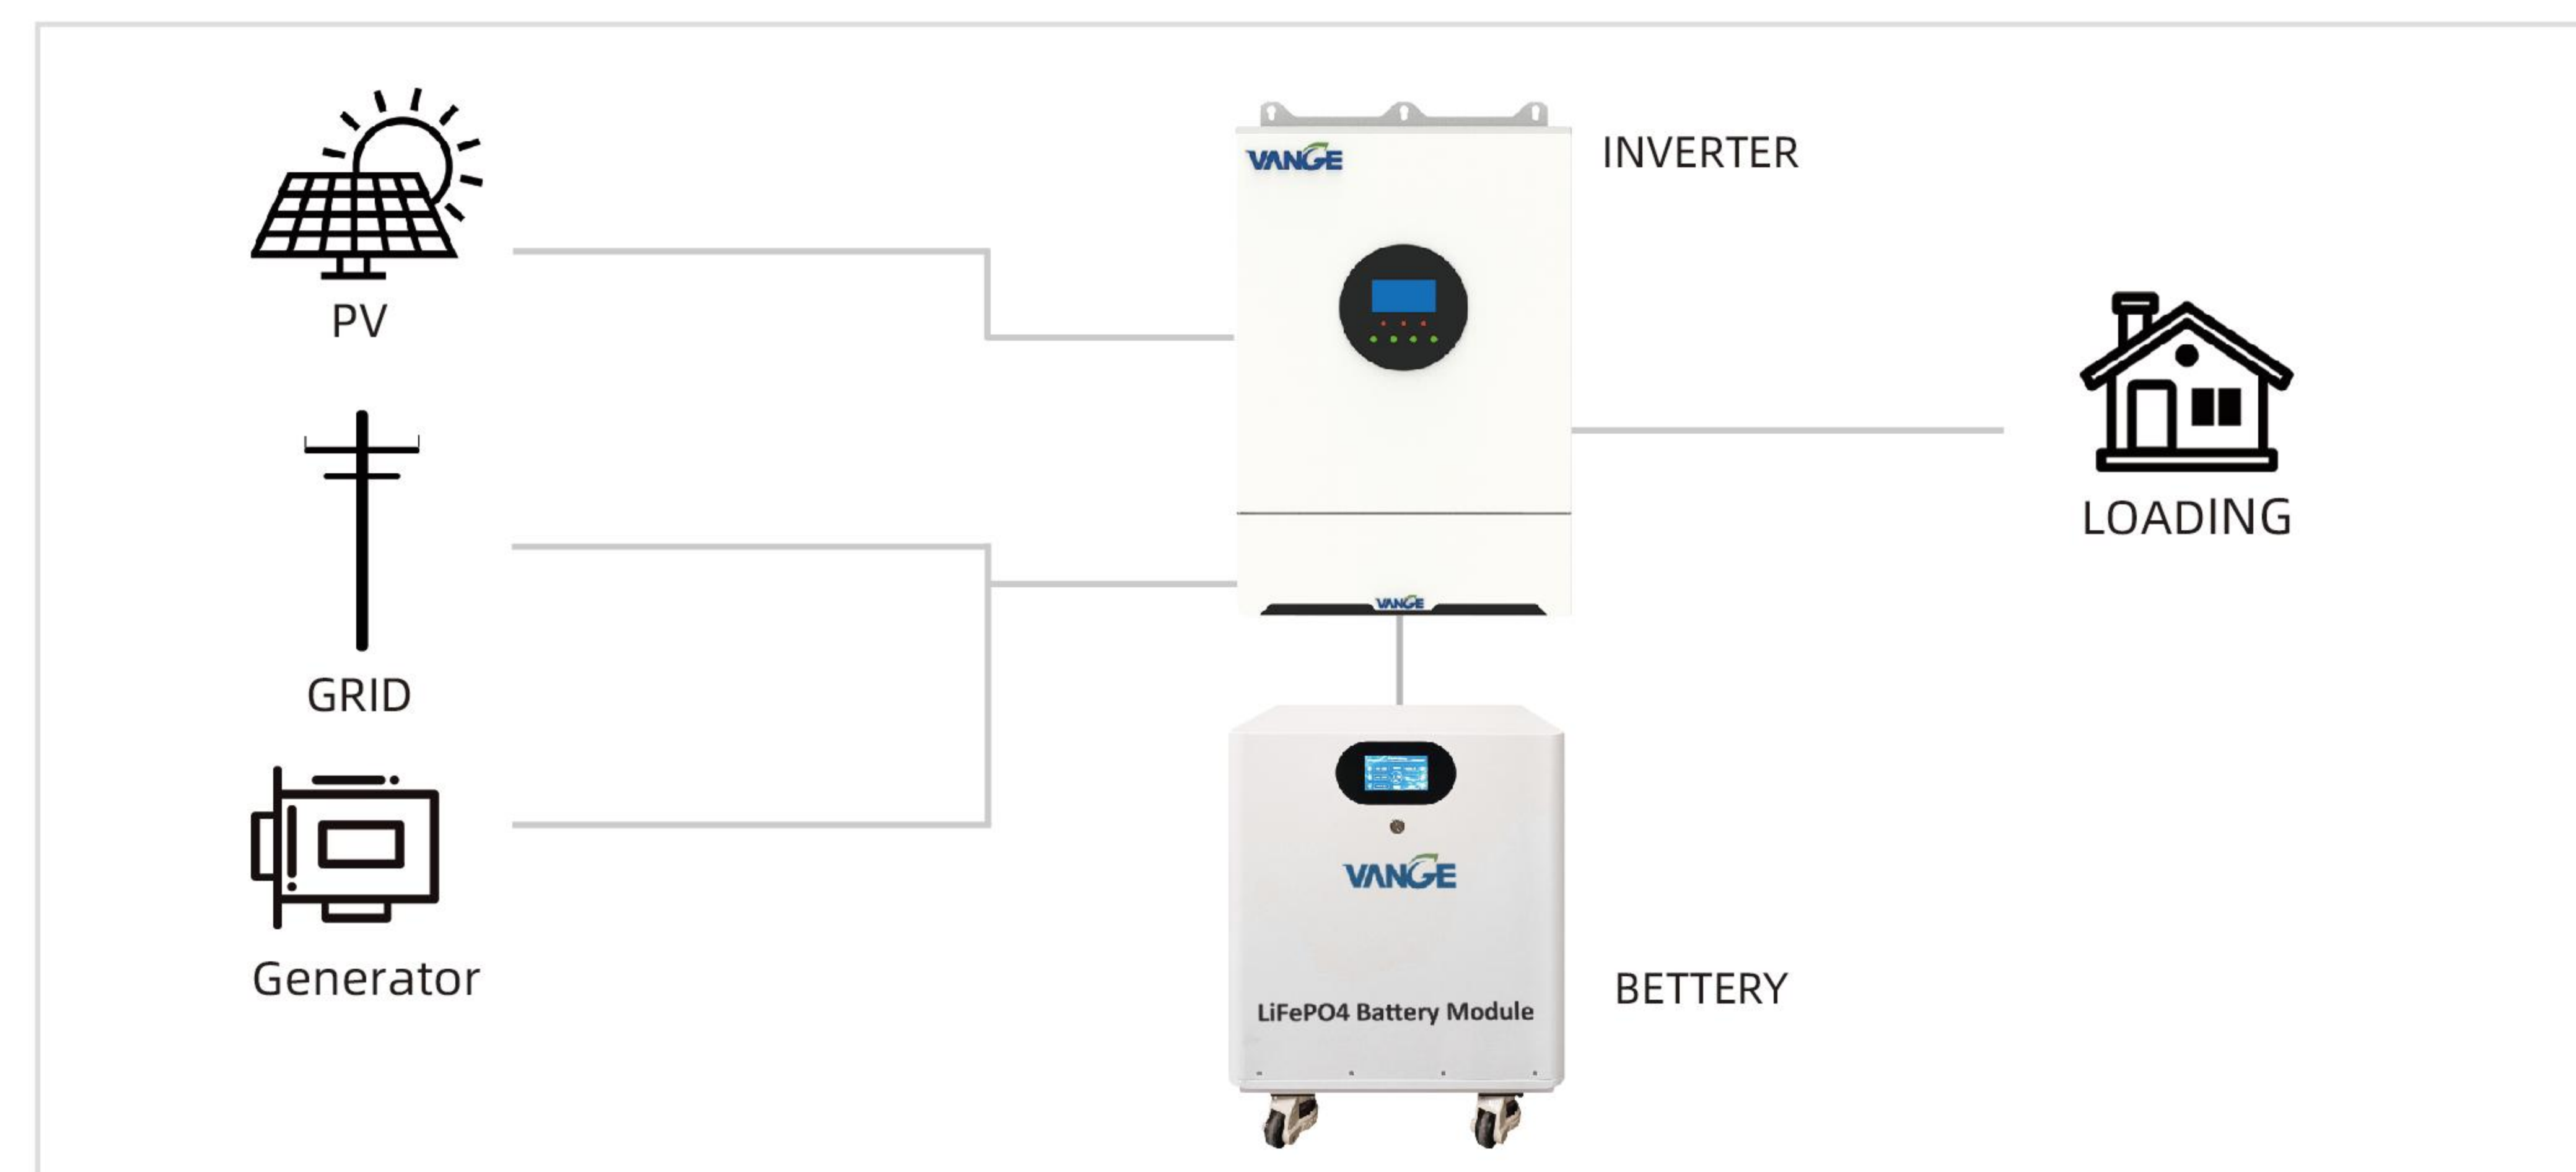 PV
GRID
Generator
VANGE
INVERTER
VANGE
LOADING
VANGE
LiFePO4 Battery Module
BETTERY